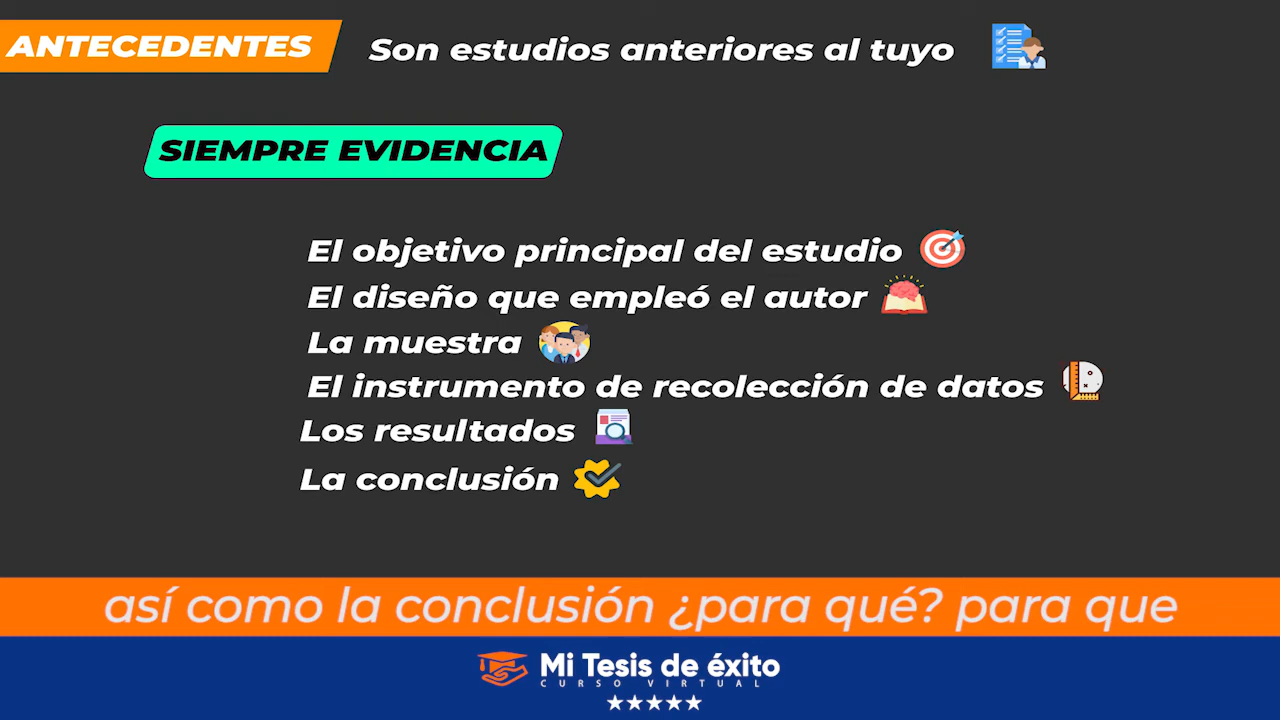 ANTECEDENTES
Son estudios anteriores al tuyo
SIEMPRE EVIDENCIA
El objetivo principal del estudio
El diseño que empleó el autor
La muestra
El instrumento de recolección de datos
Los resultados
La conclusión
así como la conclusión ¿para qué? para que
Mi Tesis de éxito
CURSO VIRTUAL